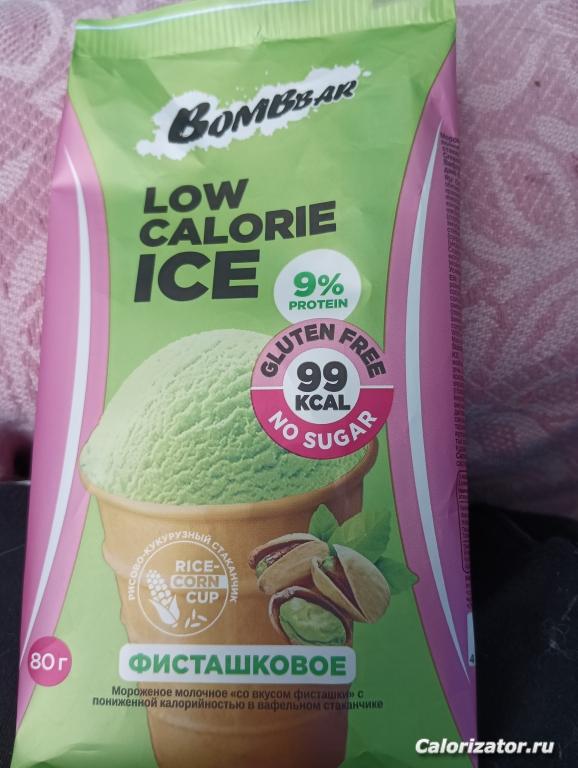 BOMBBAR
LOW
CALORIE
ICE
9%
PROTEIN
GLUTEN FREE
99
KCAL
NO SUGAR
РИСОВО-КУКУРУЗНЫЙ СТАКАНЧИК
RICE-
CORN
CUP
80 г
ФИСТАШКОВОЕ
Мороженое молочное «со вкусом фисташки» с
пониженной калорийностью в вафельном стаканчике
Calorizator.ru